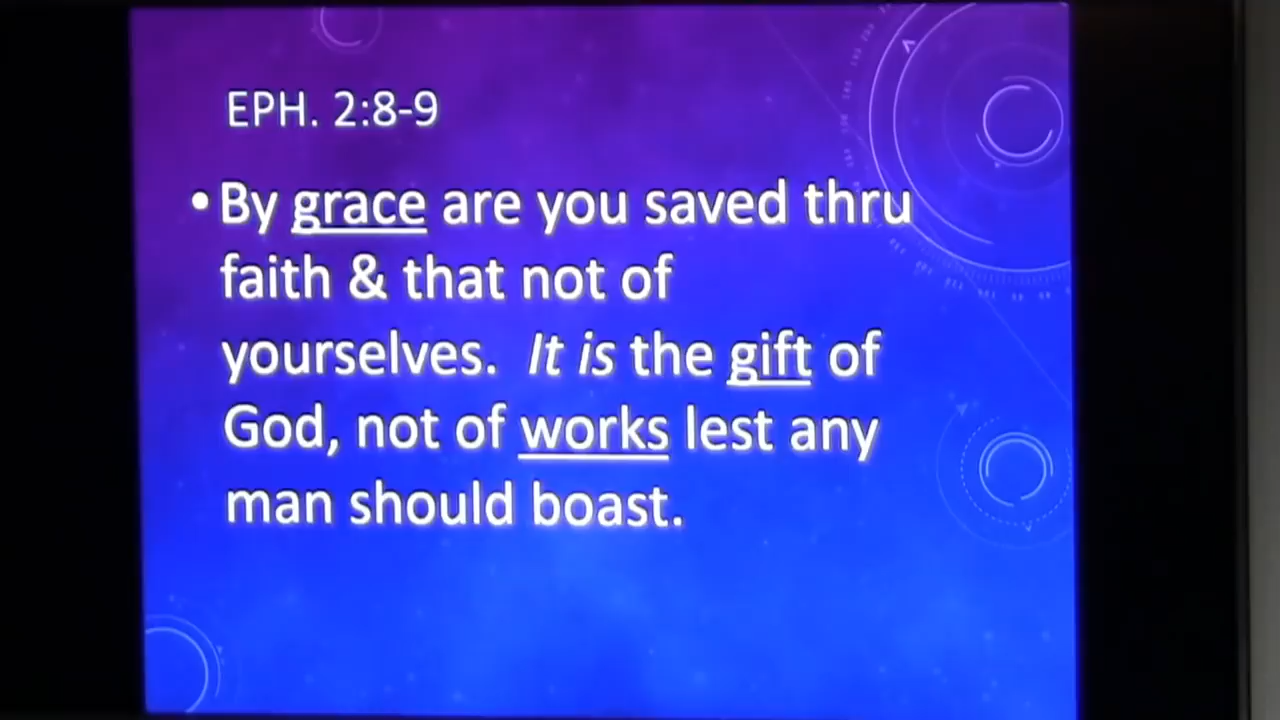 EPH. 2:8-9
• By grace are you saved thru
faith & that not of
yourselves. It is the gift of
God, not of works lest any
man should boast.